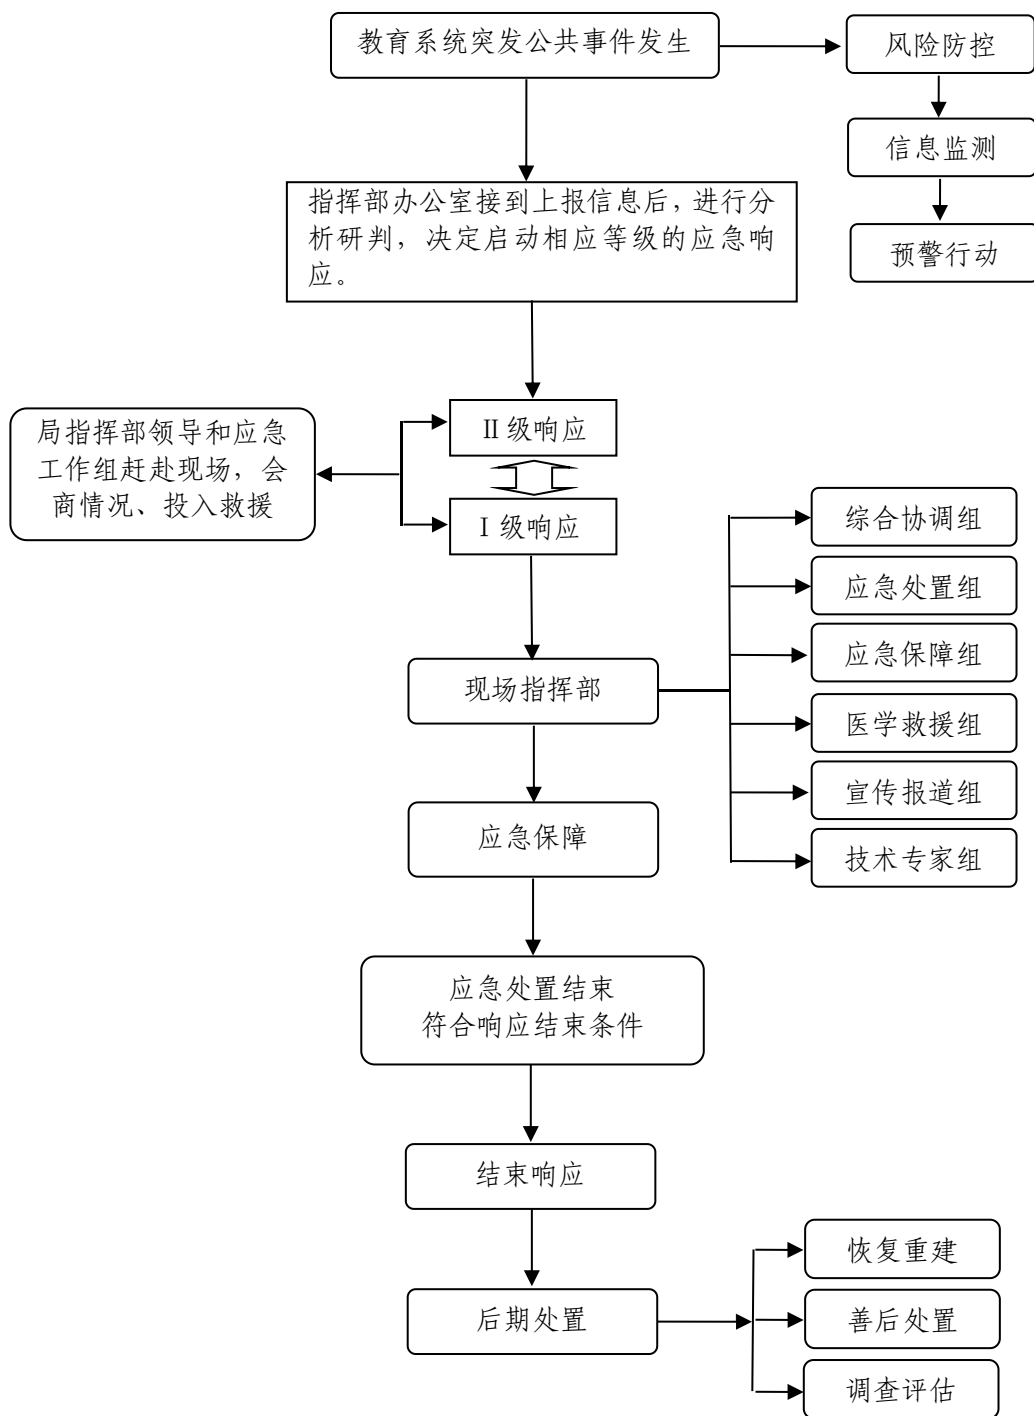 教育系统突发公共事件发生
风险防控
信息监测
预警行动
指挥部办公室接到上报信息后，进行分
析研判，决定启动相应等级的应急响
应。
Ⅱ级响应
局指挥部领导和应急
工作组赶赴现场，会
商情况、投入救援
Ⅰ级响应
综合协调组
应急处置组
应急保障组
医学救援组
宣传报道组
技术专家组
现场指挥部
应急保障
应急处置结束
符合响应结束条件
结束响应
后期处置
恢复重建
善后处置
调查评估